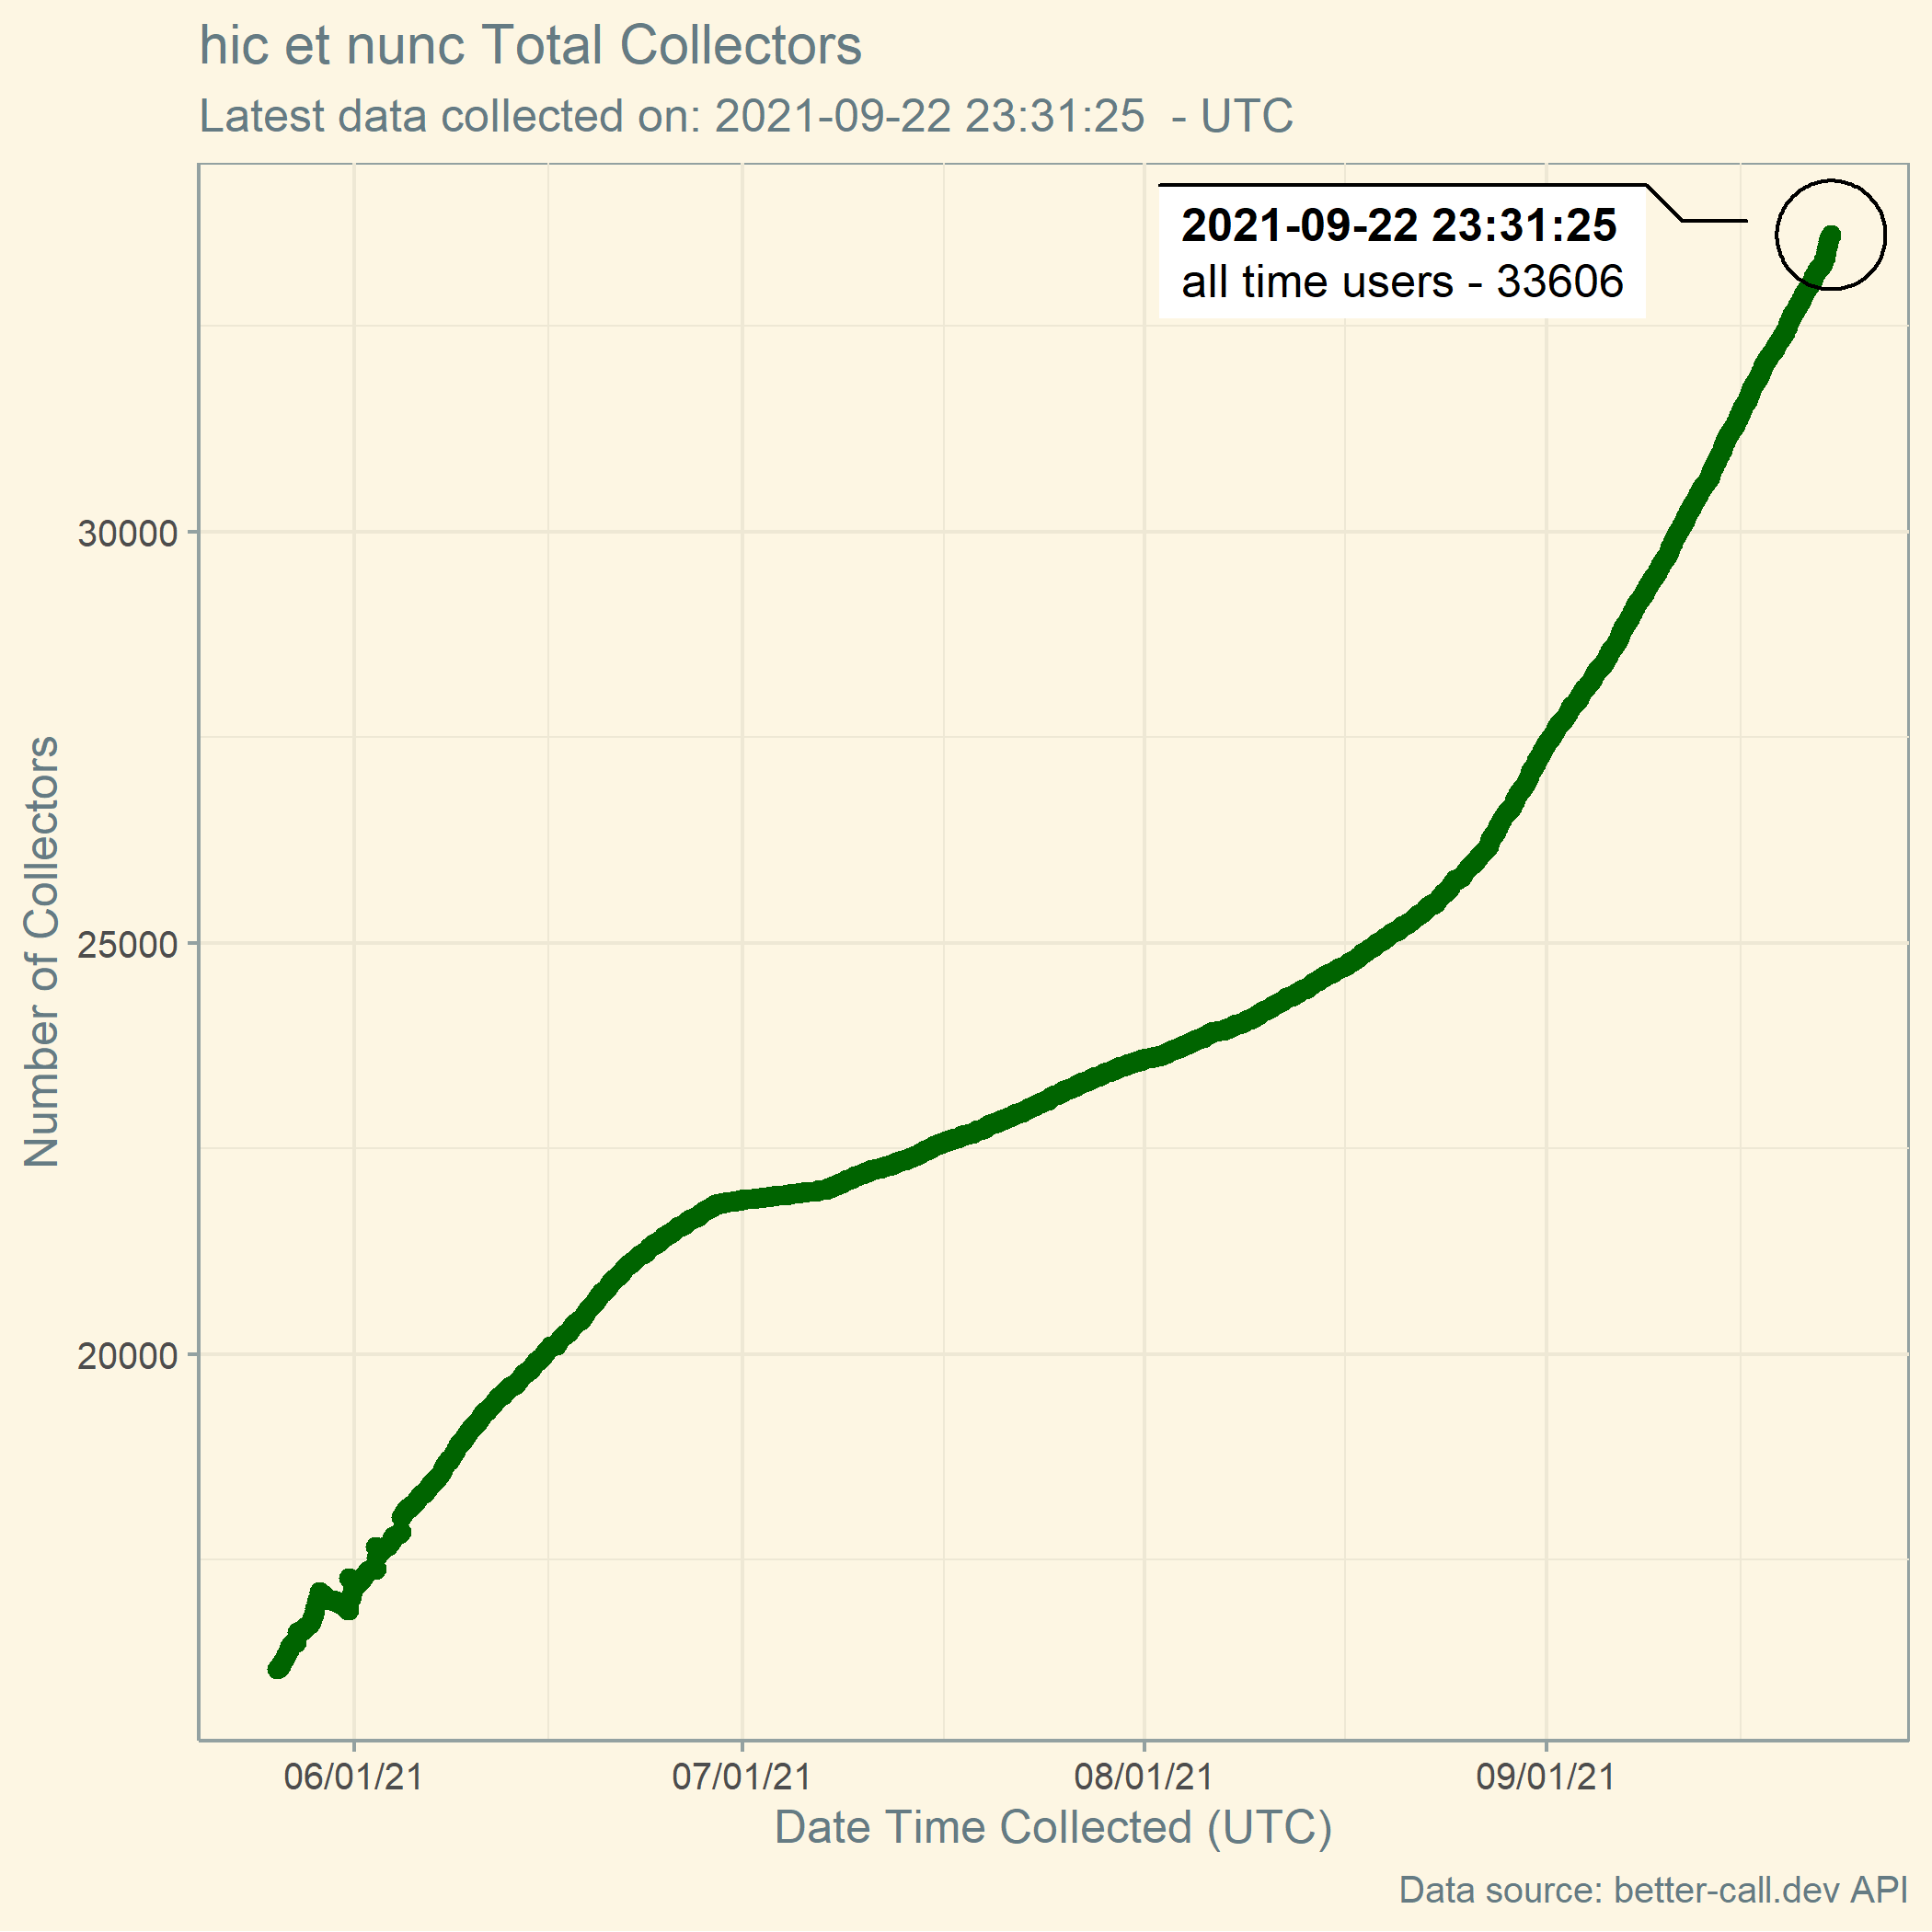 hic et nunc Total Collectors
Latest data collected on: 2021-09-22 23:31:25  - UTC
2021-09-22 23:31:25
all time users - 33606
Number of Collectors
30000
25000
20000
06/01/21
07/01/21
08/01/21
09/01/21
Date Time Collected (UTC)
Data source: better-call.dev API